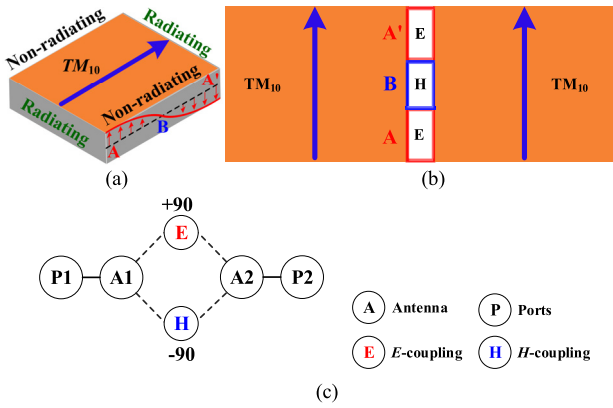 Non-radiating
Radiating
TM10
Non-radiating
Radiating
A
B
A'
(a)
A'
E
TM10
B
H
TM10
A
E
(b)
+90
E
P1
A1
A2
P2
H
-90
A Antenna
P Ports
E E-coupling
H H-coupling
(c)